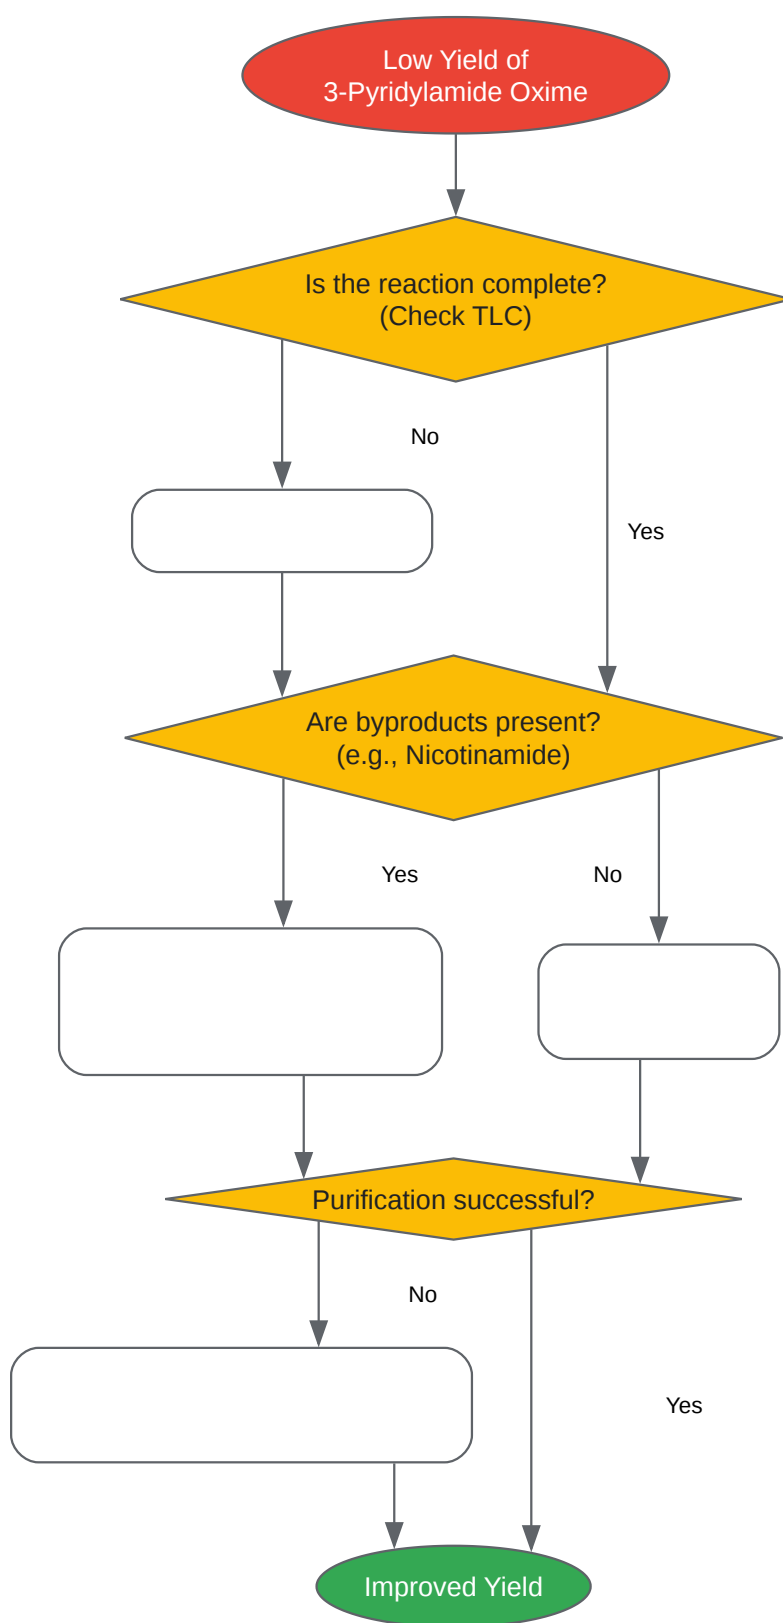 Low Yield of
3-Pyridylamide Oxime
Is the reaction complete?
(Check TLC)
No
Yes
Are byproducts present?
(e.g., Nicotinamide)
Yes
No
Purification successful?
No
Yes
Improved Yield